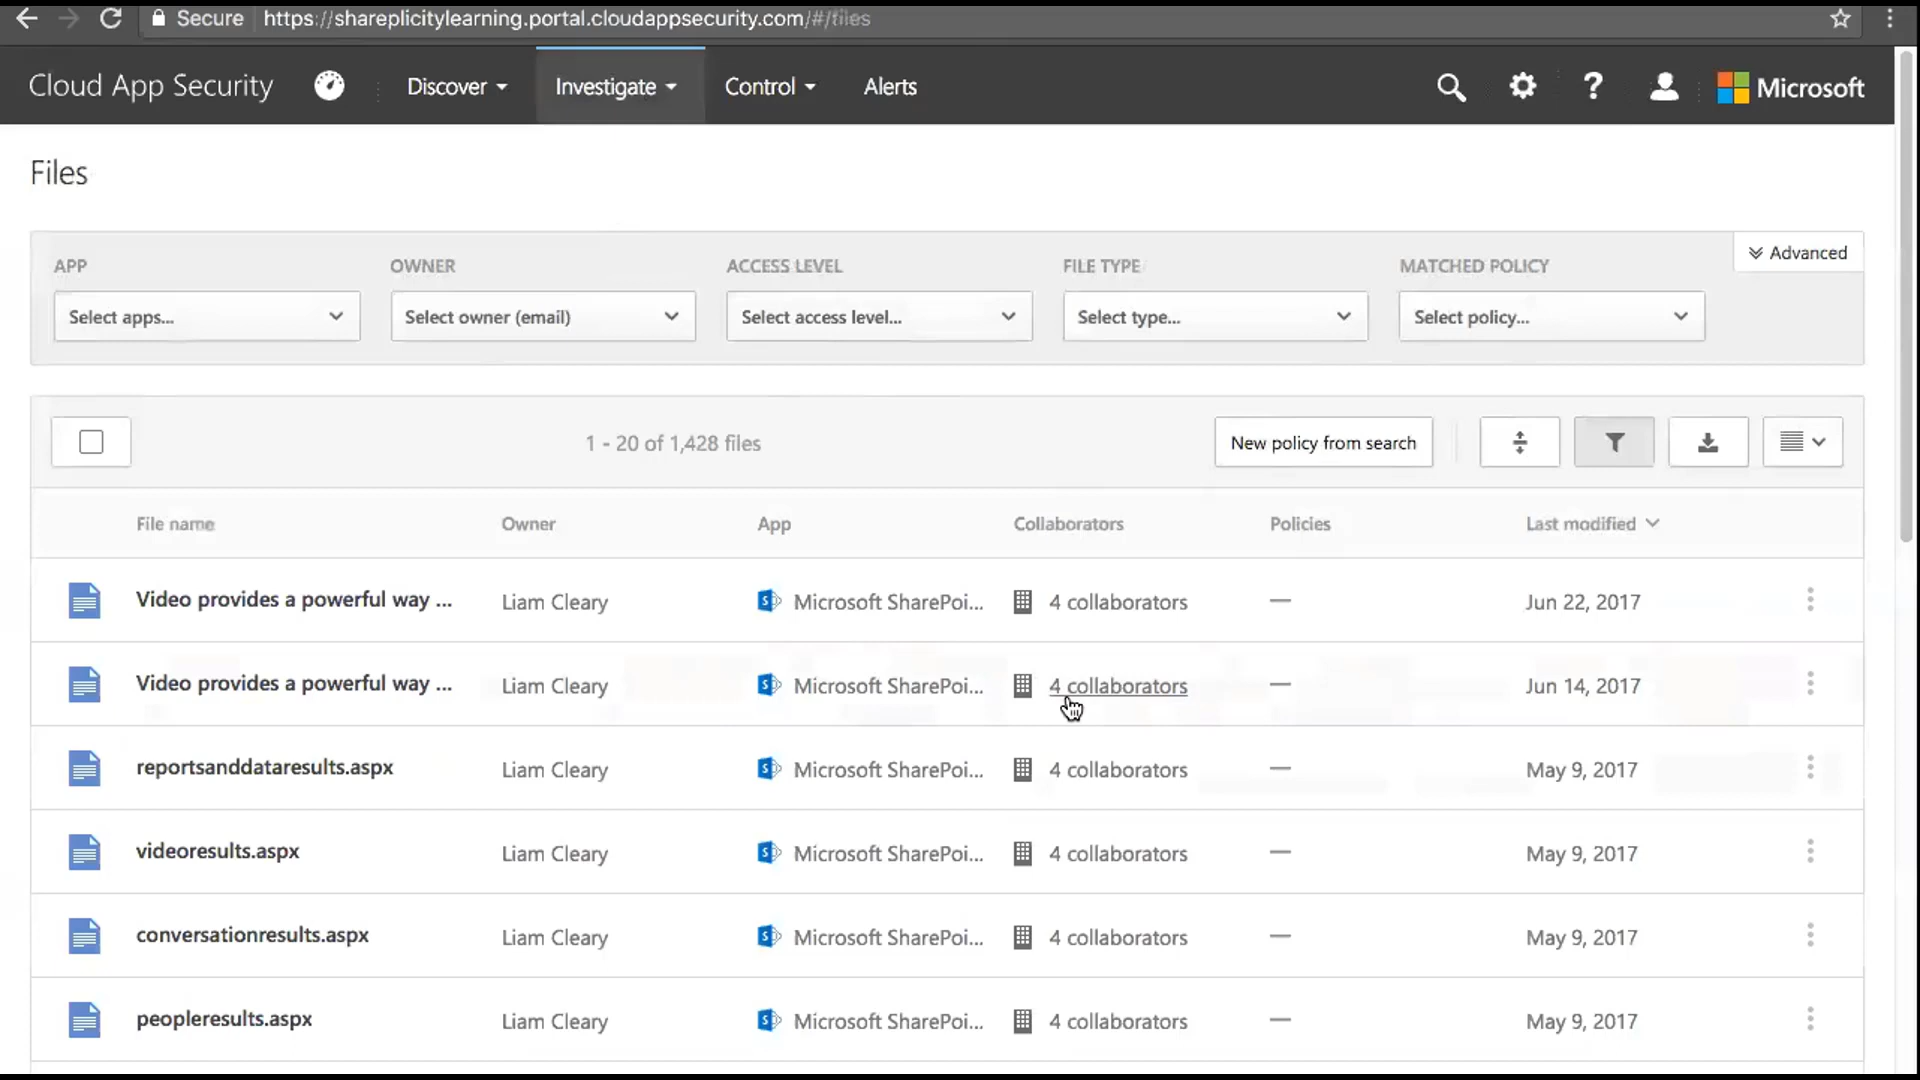 Secure https://shareplicitylearning.portal.cloudappsecurity.com/#/files
Cloud App Security Discover Investigate Control Alerts ? Microsoft
Files
Advanced
APP OWNER ACCESS LEVEL FILE TYPE MATCHED POLICY
Select apps... Select owner (email) Select access level... Select type... Select policy...
1 - 20 of 1,428 files New policy from search
File name Owner App Collaborators Policies Last modified
Video provides a powerful way ... Liam Cleary Microsoft SharePoi... 4 collaborators — Jun 22, 2017
Video provides a powerful way ... Liam Cleary Microsoft SharePoi... 4 collaborators — Jun 14, 2017
reportsanddataresults.aspx Liam Cleary Microsoft SharePoi... 4 collaborators — May 9, 2017
videoresults.aspx Liam Cleary Microsoft SharePoi... 4 collaborators — May 9, 2017
conversationresults.aspx Liam Cleary Microsoft SharePoi... 4 collaborators — May 9, 2017
peopleresults.aspx Liam Cleary Microsoft SharePoi... 4 collaborators — May 9, 2017